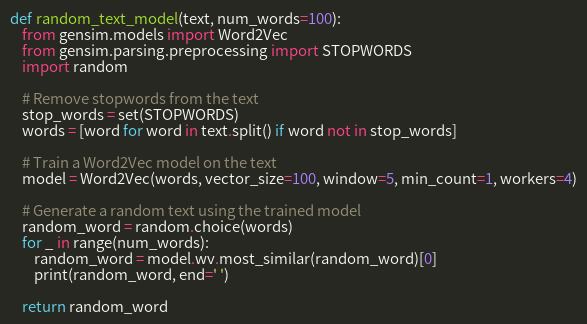 def random_text_model(text, num_words=100):
from gensim.models import Word2Vec
from gensim.parsing.preprocessing import STOPWORDS
import random
# Remove stopwords from the text
stop_words = set(STOPWORDS)
words = [word for word in text.split() if word not in stop_words]
# Train a Word2Vec model on the text
model = Word2Vec(words, vector_size=100, window=5, min_count=1, workers=4)
# Generate a random text using the trained model
random_word = random.choice(words)
for _ in range(num_words):
random_word = model.wv.most_similar(random_word)[0]
print(random_word, end=' ')
return random_word